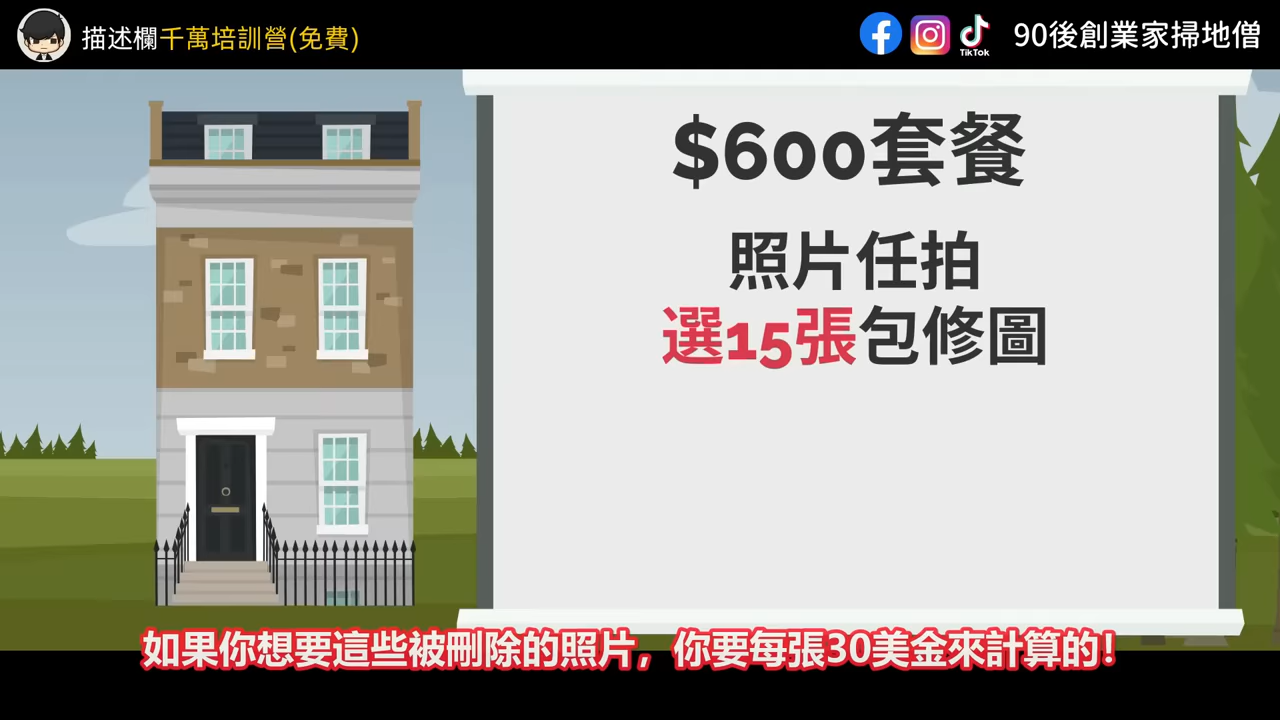 描述欄千萬培訓營(免費)
TikTok
90後創業家掃地僧
$600套餐
照片任拍
選15張包修圖
如果你想要這些被刪除的照片，你要每張30美金來計算的！